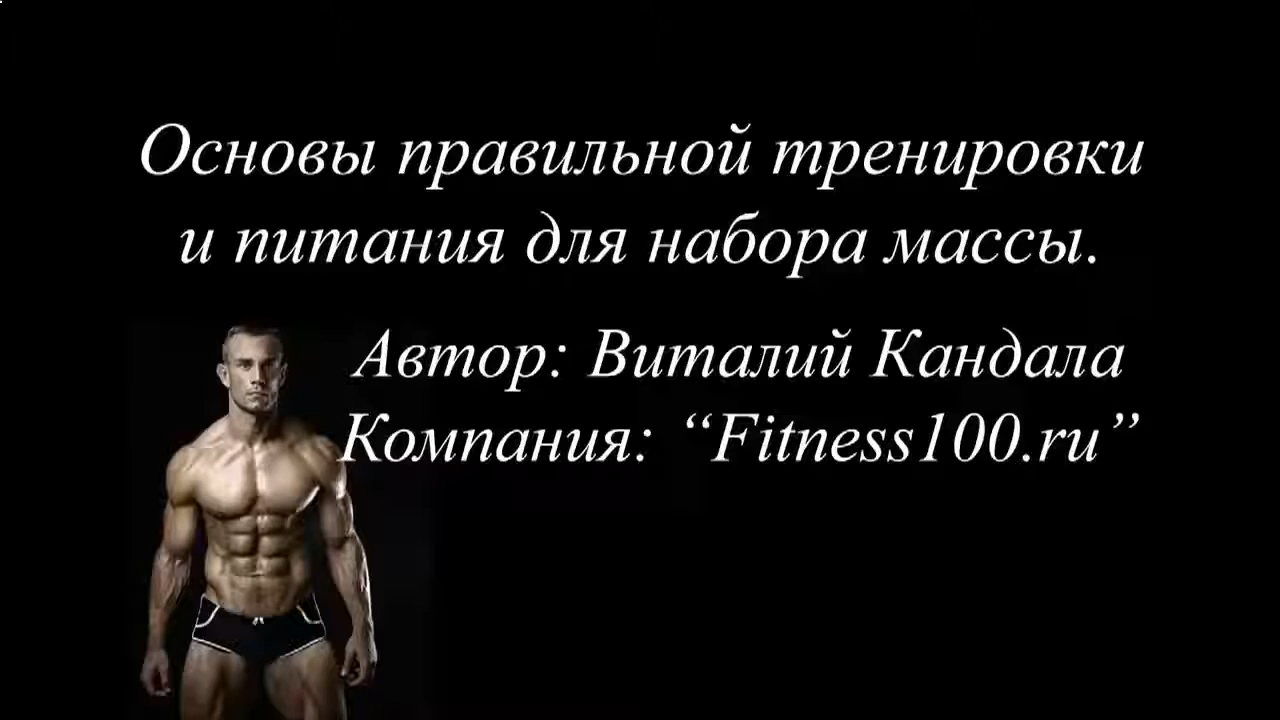 Основы правильной тренировки
и питания для набора массы.
Автор: Виталий Кандала
Компания: “Fitness100.ru”